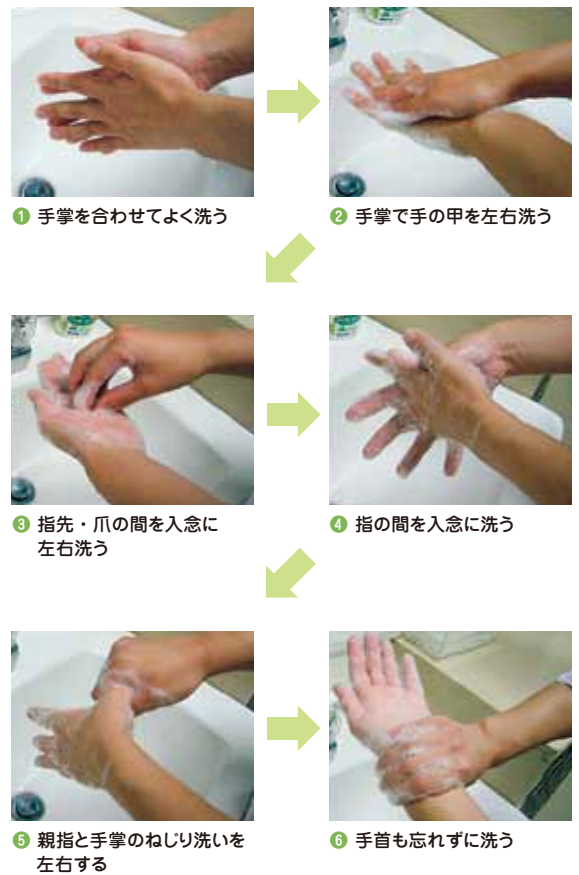 ❶ 手掌を合わせてよく洗う
❷ 手掌で手の甲を左右洗う
❸ 指先・爪の間を入念に
左右洗う
❹ 指の間を入念に洗う
❺ 親指と手掌のねじり洗いを
左右する
❻ 手首も忘れずに洗う